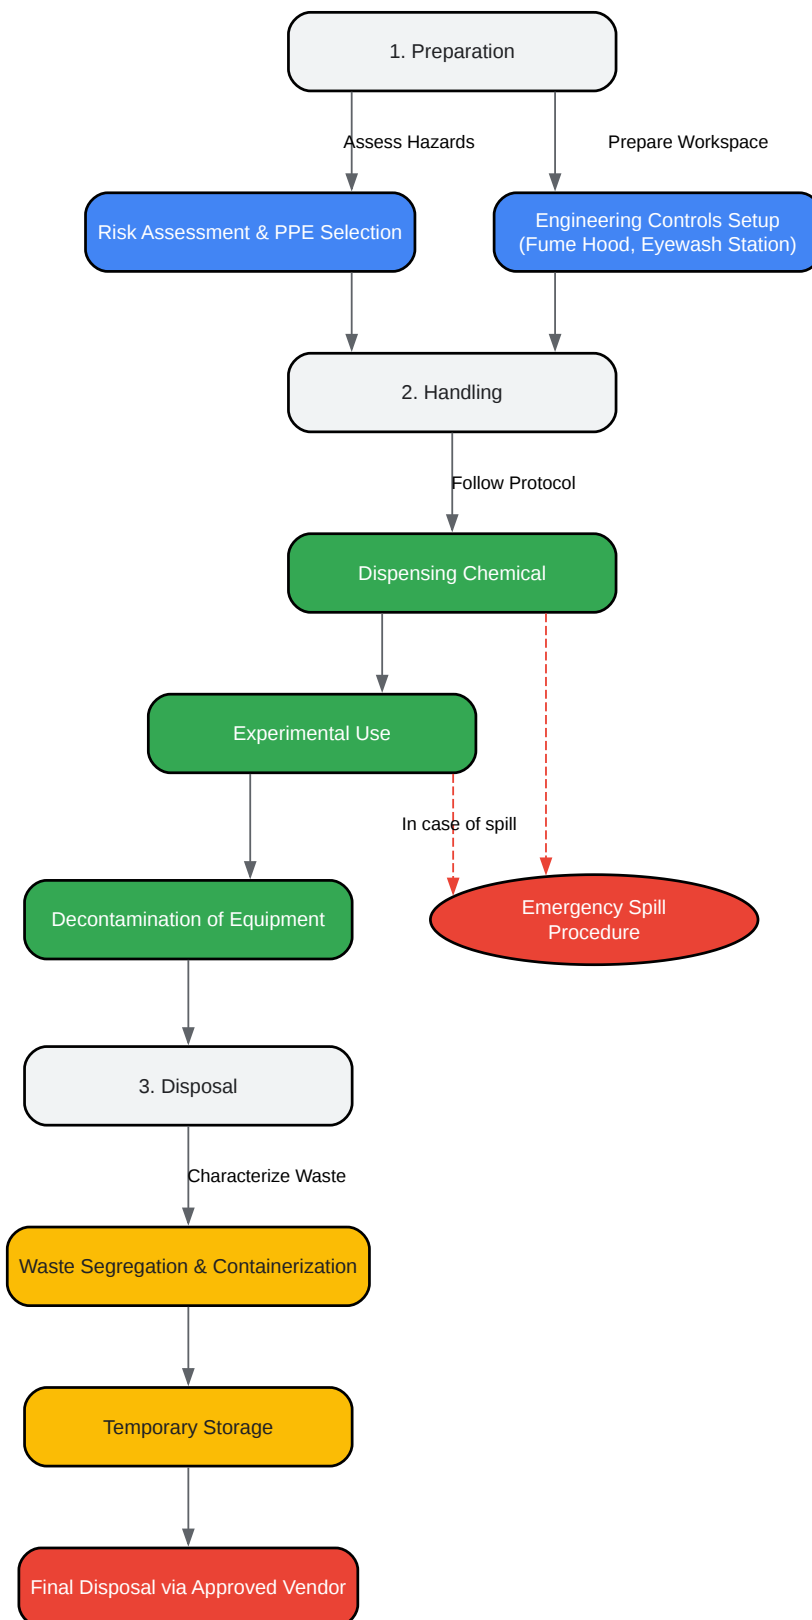 1. Preparation
Assess Hazards
Prepare Workspace
Risk Assessment & PPE Selection
Engineering Controls Setup
(Fume Hood, Eyewash Station)
2. Handling
Follow Protocol
Dispensing Chemical
Experimental Use
In case of spill
Decontamination of Equipment
Emergency Spill
Procedure
3. Disposal
Characterize Waste
Waste Segregation & Containerization
Temporary Storage
Final Disposal via Approved Vendor